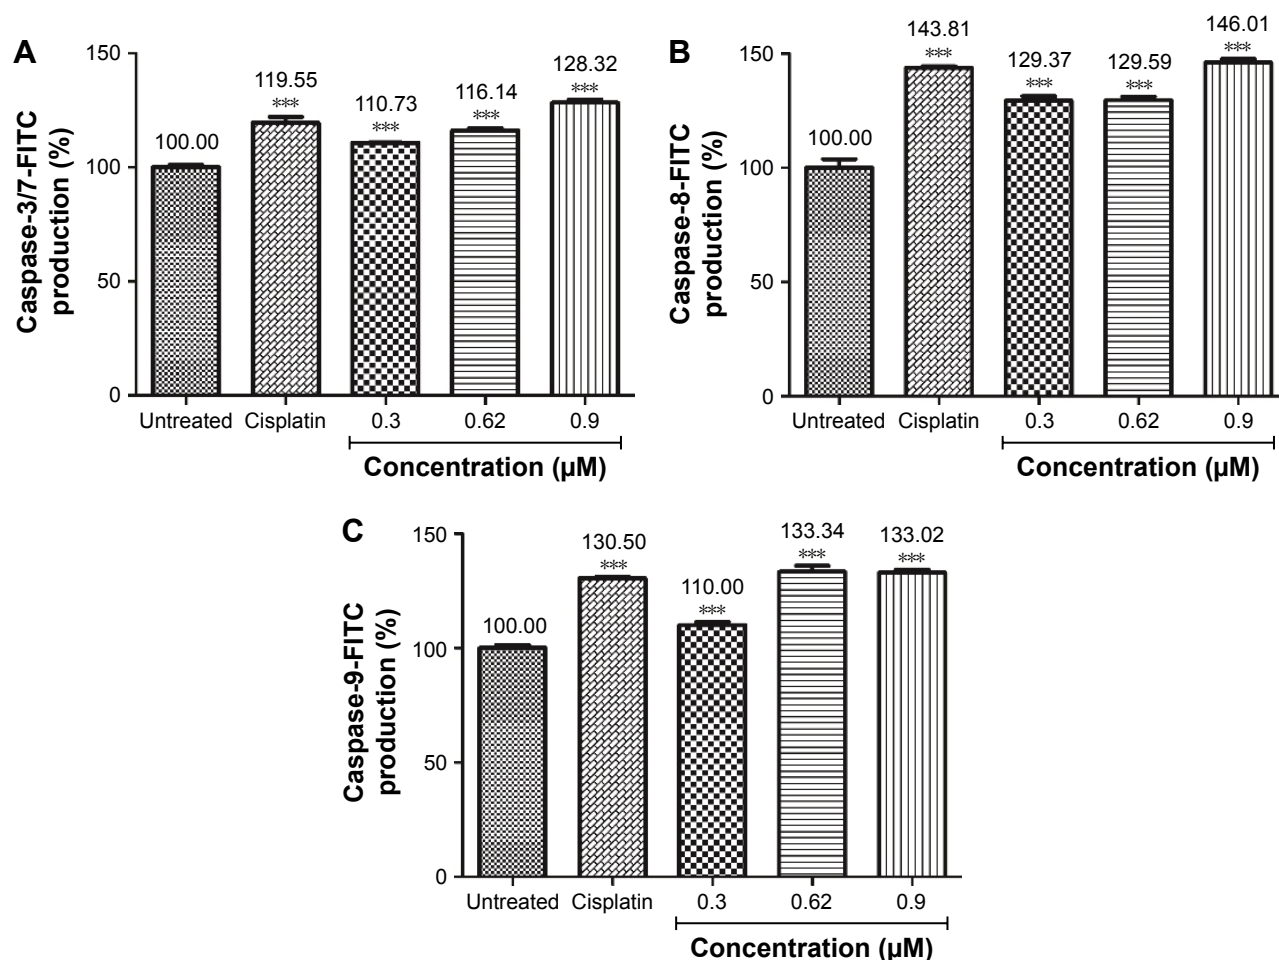 A
Caspase-3/7-FITC
production (%)
150
100
50
0
100.00
119.55
***
110.73
***
116.14
***
128.32
***
Untreated
Cisplatin
0.3
0.62
0.9
Concentration (µM)
B
Caspase-8-FITC
production (%)
150
100
50
0
100.00
143.81
***
129.37
***
129.59
***
146.01
***
Untreated
Cisplatin
0.3
0.62
0.9
Concentration (µM)
C
Caspase-9-FITC
production (%)
150
100
50
0
100.00
130.50
***
110.00
***
133.34
***
133.02
***
Untreated
Cisplatin
0.3
0.62
0.9
Concentration (µM)